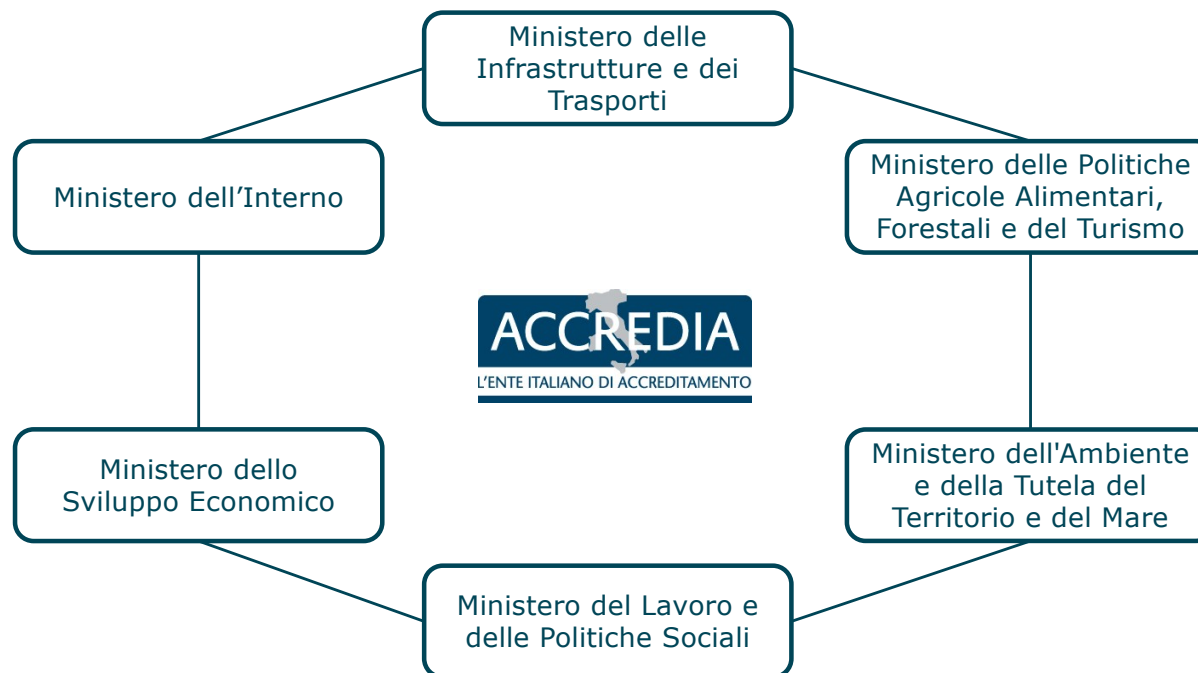 Ministero delle
Infrastrutture e dei
Trasporti
Ministero dell’Interno
Ministero delle Politiche
Agricole Alimentari,
Forestali e del Turismo
ACCREDIA
L'ENTE ITALIANO DI ACCREDITAMENTO
Ministero dello
Sviluppo Economico
Ministero dell'Ambiente
e della Tutela del
Territorio e del Mare
Ministero del Lavoro e
delle Politiche Sociali